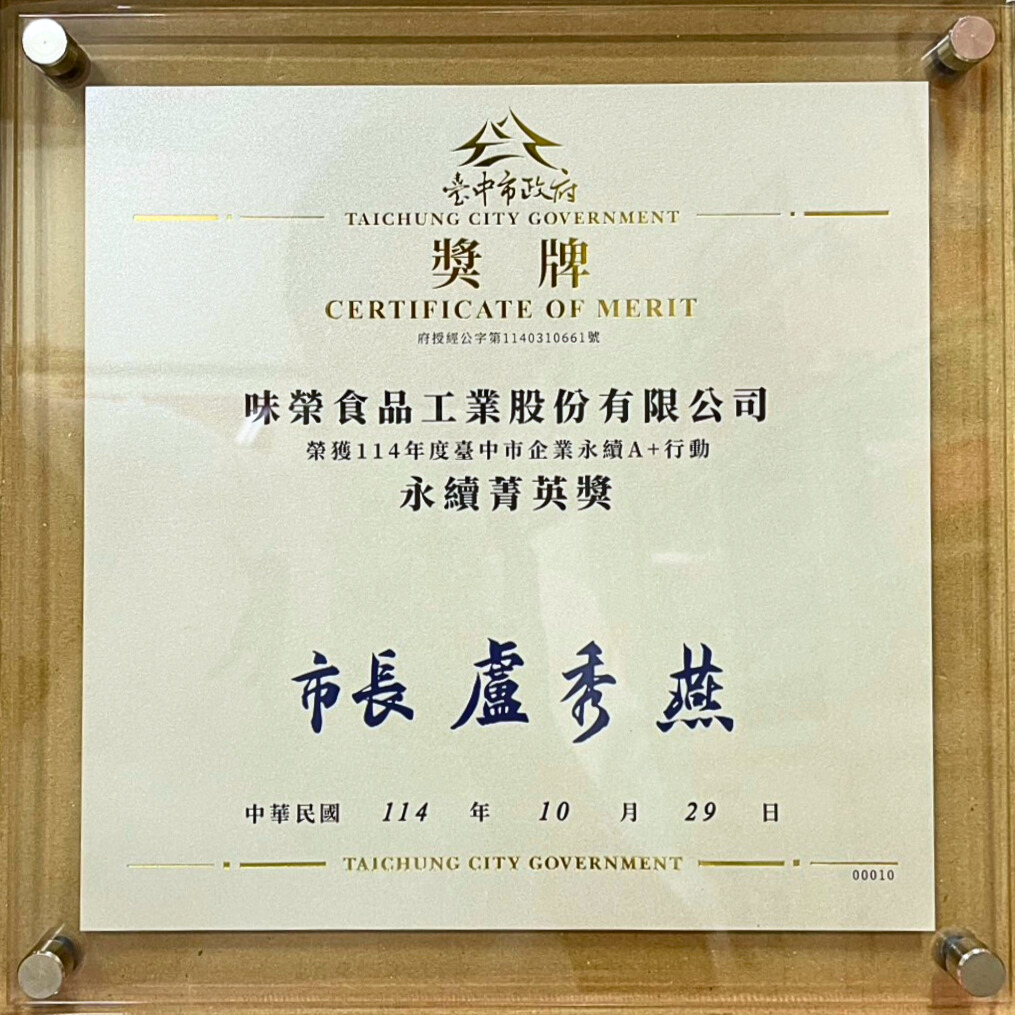 臺中市政府
TAICHUNG CITY GOVERNMENT
獎牌
CERTIFICATE OF MERIT
府授經公字第1140310661號
味榮食品工業股份有限公司
榮獲114年度臺中市企業永續A+行動
永續菁英獎
市長 盧秀燕
中華民國 114 年 10 月 29 日
TAICHUNG CITY GOVERNMENT
00010